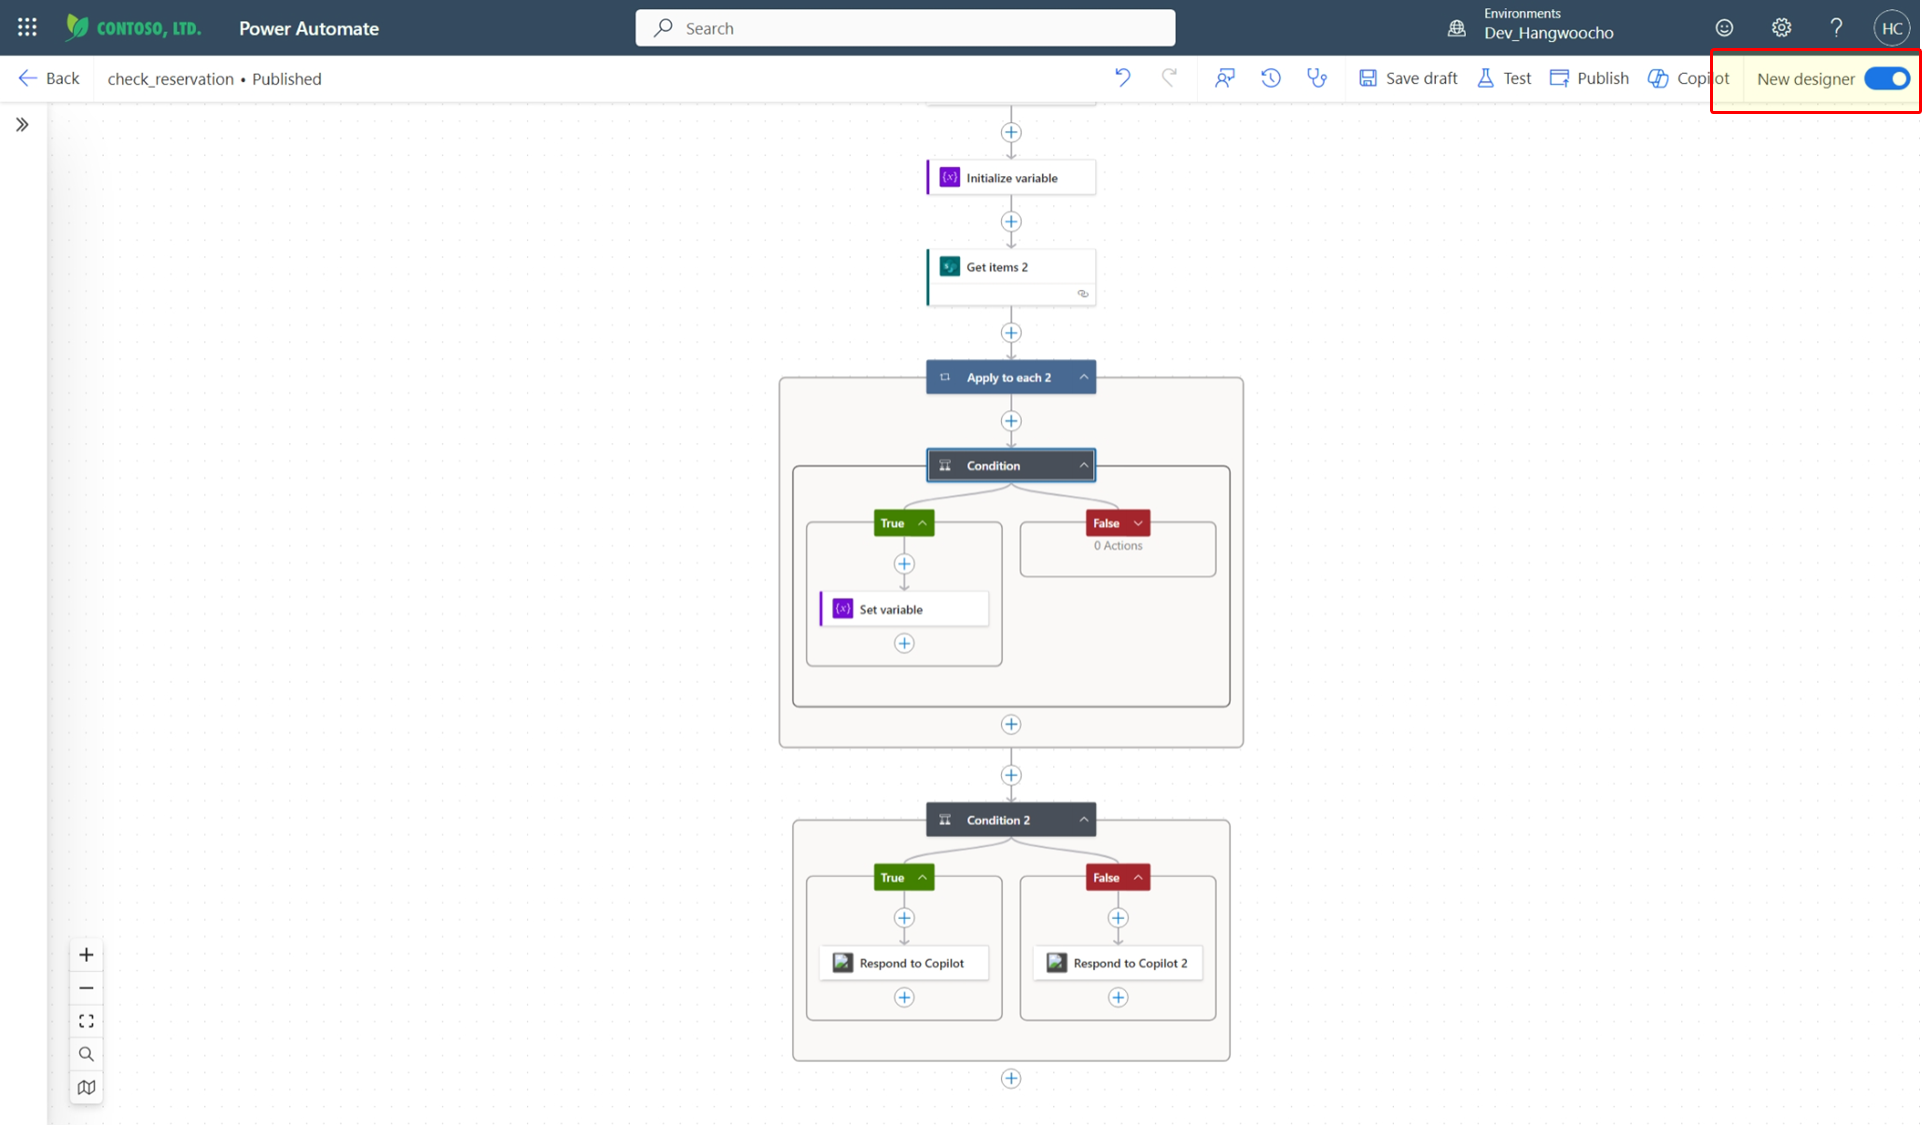 CONTOSO, LTD.
Power Automate
Search
Environments
Dev_Hangwoocho
HC
Back
check_reservation • Published
Save draft
Test
Publish
Copilot
New designer
{x} Initialize variable
Get items 2
Apply to each 2
Condition
True
False
0 Actions
{x} Set variable
Condition 2
True
False
Respond to Copilot
Respond to Copilot 2